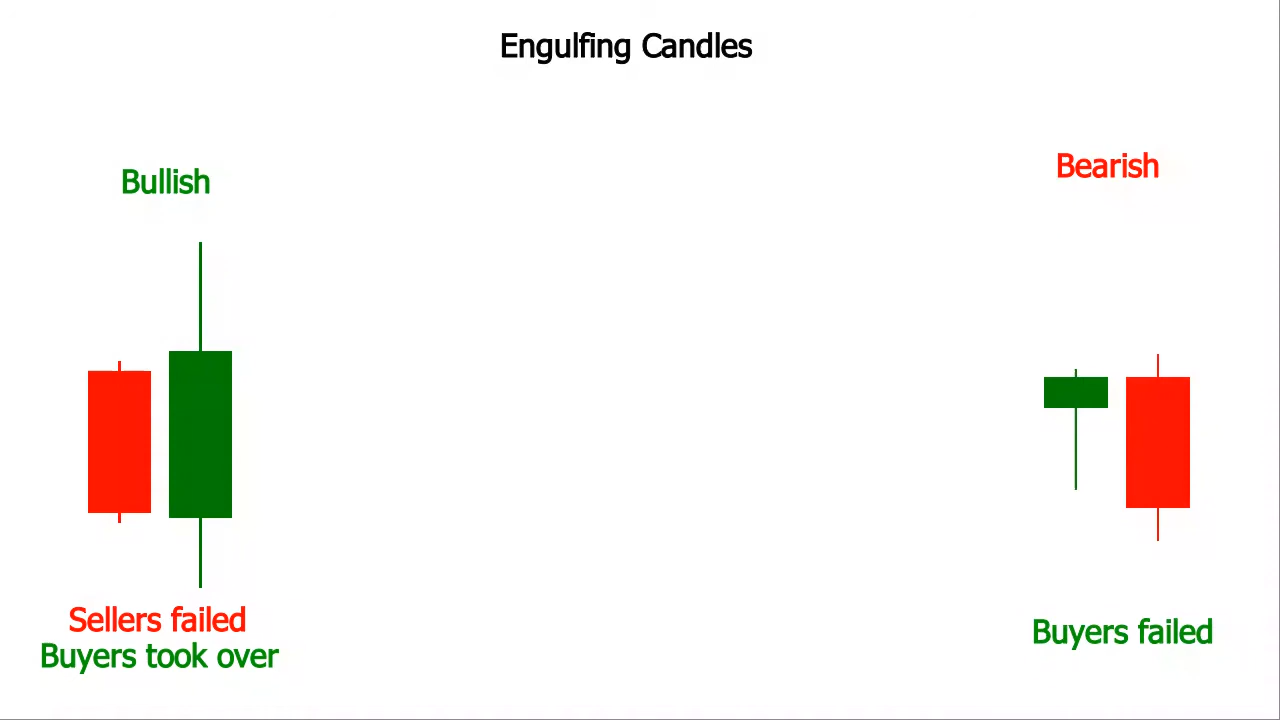 Engulfing Candles
Bullish
Bearish
Sellers failed
Buyers took over
Buyers failed